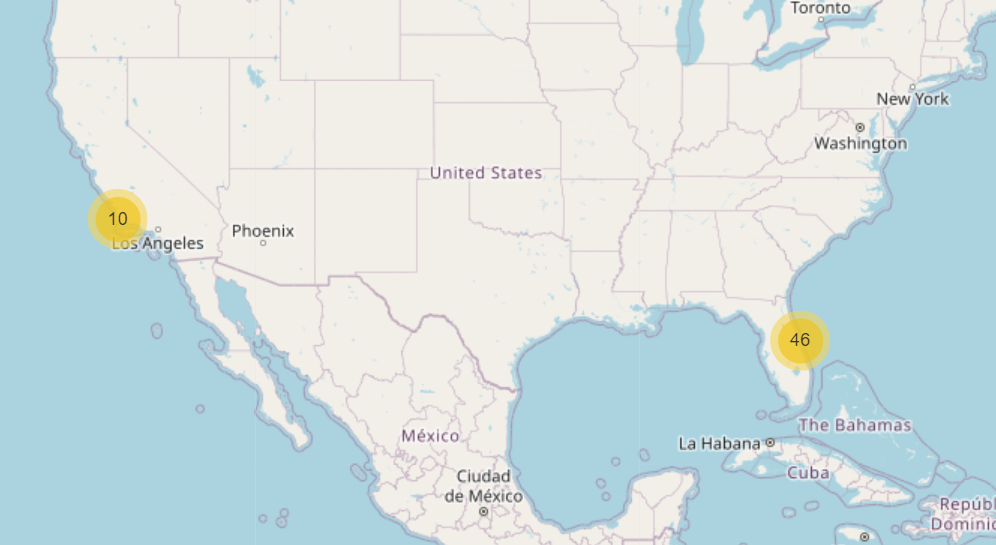 Toronto
New York
Washington
United States
10
Los Angeles
Phoenix
46
México
The Bahamas
La Habana
Cuba
Ciudad
de México
Repúbl
Dominic